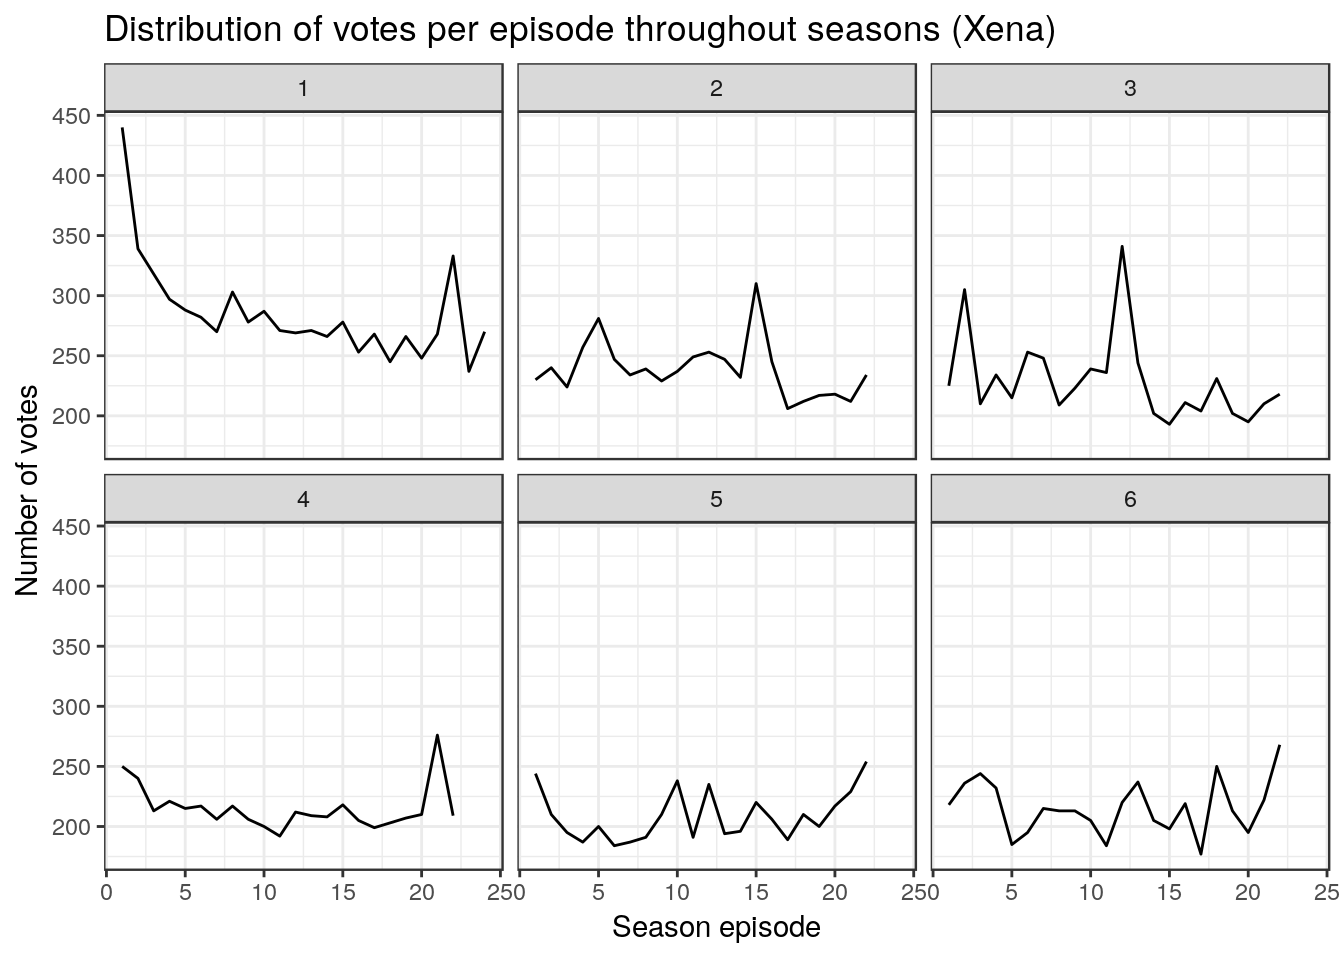 Distribution of votes per episode throughout seasons (Xena)
1 2 3
450
400
350
300
250
200
4 5 6
450
400
350
300
250
200
Number of votes
0 5 10 15 20 25 0 5 10 15 20 25 0 5 10 15 20 25
Season episode